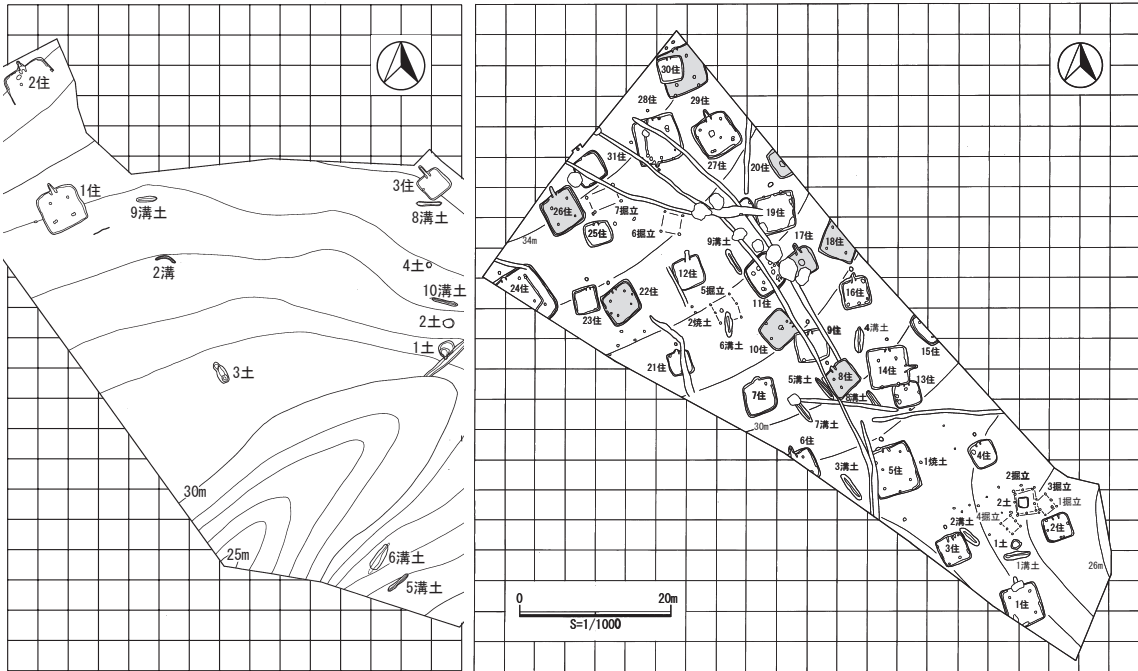 2住
1住
9溝土
3住
8溝土
2溝
4土
10溝土
2土
1土
3土
30m
25m
6溝土
5溝土
30住
28住
29住
31住
27住
20住
26住
7掘立
19住
25住
6掘立
34m
9溝土
17住
18住
12住
24住
22住
5掘立
11住
16住
23住
2焼土
6溝土
10住
9住
4溝土
15住
21住
14住
8住
5溝土
13住
7住
7溝土
30m
6住
4住
5住
1焼土
3溝土
2掘立
3掘立
2土
1掘立
4掘立
2溝土
2住
3住
1土
1溝土
26m
1住
0 20m
S=1/1000